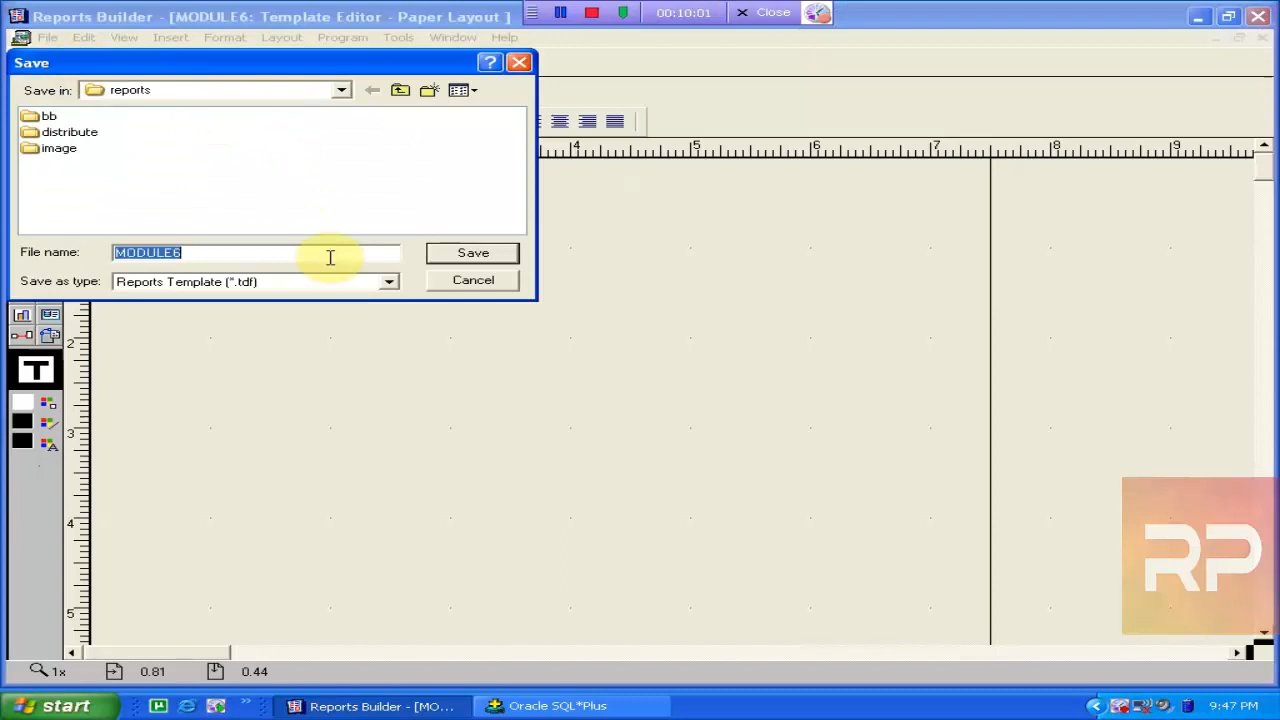 Reports Builder - [MODULE6: Template Editor - Paper Layout ]
00:10:01
Close
File Edit View Insert Format Layout Program Tools Window Help
Save
Save in: reports
bb
distribute
image
File name: MODULE6 Save
Save as type: Reports Template (*.tdf) Cancel
4 5 6 7 8 9
2
T
3
4
5
RP
1x 0.81 0.44
start Reports Builder - [MO... Oracle SQL*Plus 9:47 PM